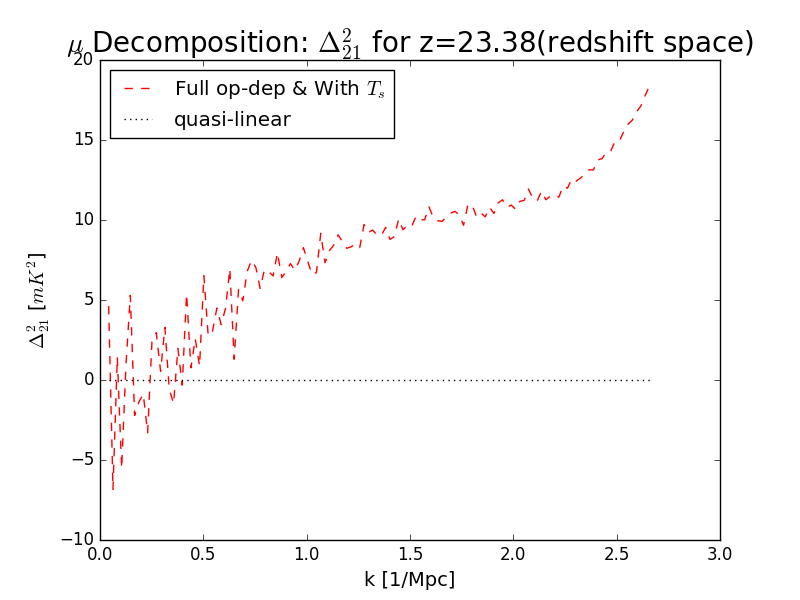 μ Decomposition: Δ²₂₁ for z=23.38(redshift space)
Full op-dep & With Tₛ
quasi-linear
20
15
10
5
0
−5
−10
Δ²₂₁ [mK²]
0.0 0.5 1.0 1.5 2.0 2.5 3.0
k [1/Mpc]